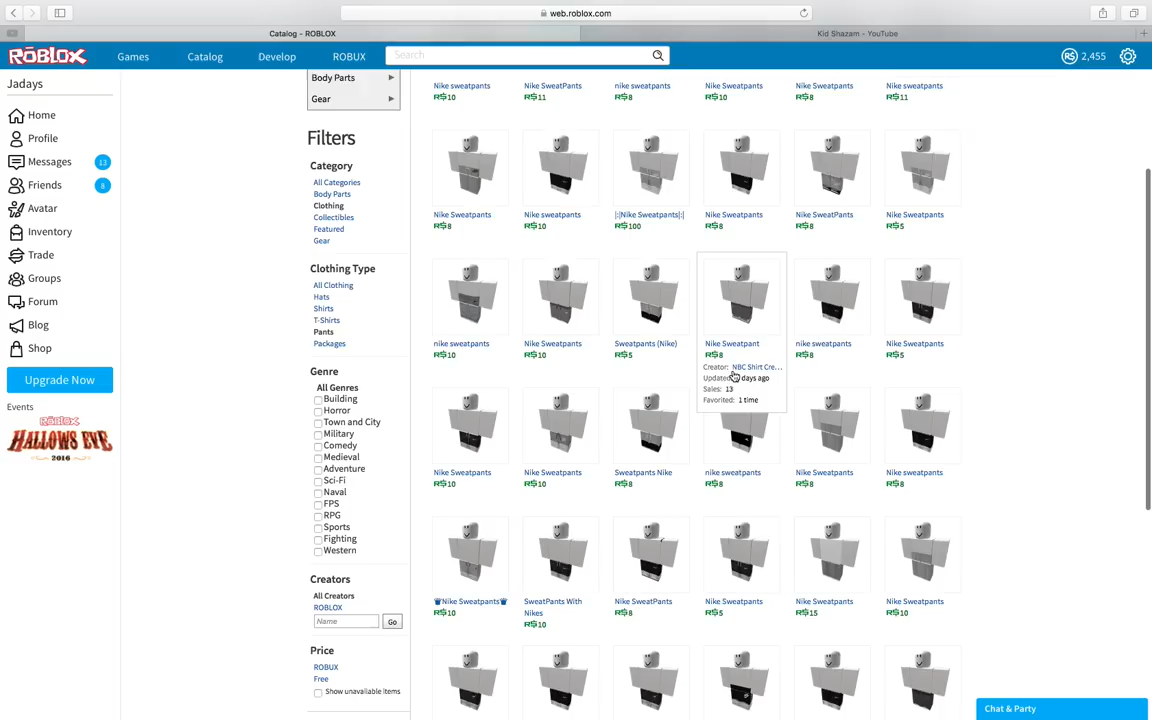 web.roblox.com
Catalog - ROBLOX
Kid Shazam - YouTube
ROBLOX
Games
Catalog
Develop
ROBUX
Search
R$ 2,455
Jadays
Home
Profile
Messages 13
Friends 8
Avatar
Inventory
Trade
Groups
Forum
Blog
Shop
Upgrade Now
Events
ROBLOX
HALLOWS EVE
2016
Body Parts
Gear
Filters
Category
All Categories
Body Parts
Clothing
Collectibles
Featured
Gear
Clothing Type
All Clothing
Hats
Shirts
T-Shirts
Pants
Packages
Genre
All Genres
Building
Horror
Town and City
Military
Comedy
Medieval
Adventure
Sci-Fi
Naval
FPS
RPG
Sports
Fighting
Western
Creators
All Creators
ROBLOX
Name
Go
Price
ROBUX
Free
Show unavailable items
Nike sweatpants
R$10
Nike SweatPants
R$11
nike sweatpants
R$8
Nike Sweatpants
R$10
Nike Sweatpants
R$8
Nike sweatpants
R$11
Nike Sweatpants
R$8
Nike sweatpants
R$10
|:|Nike Sweatpants|:|
R$100
Nike Sweatpants
R$8
Nike SweatPants
R$8
Nike Sweatpants
R$5
nike sweatpants
R$10
Nike Sweatpants
R$10
Sweatpants (Nike)
R$5
Nike Sweatpant
R$8
Creator: NBC Shirt Cre...
Updated: days ago
Sales: 13
Favorited: 1 time
nike sweatpants
R$8
Nike Sweatpants
R$5
Nike Sweatpants
R$10
Nike Sweatpants
R$10
Sweatpants Nike
R$8
nike sweatpants
R$8
Nike Sweatpants
R$8
Nike sweatpants
R$8
♛Nike Sweatpants♛
R$10
SweatPants With
Nikes
R$10
Nike SweatPants
R$8
Nike Sweatpants
R$5
Nike Sweatpants
R$15
Nike Sweatpants
R$10
Chat & Party